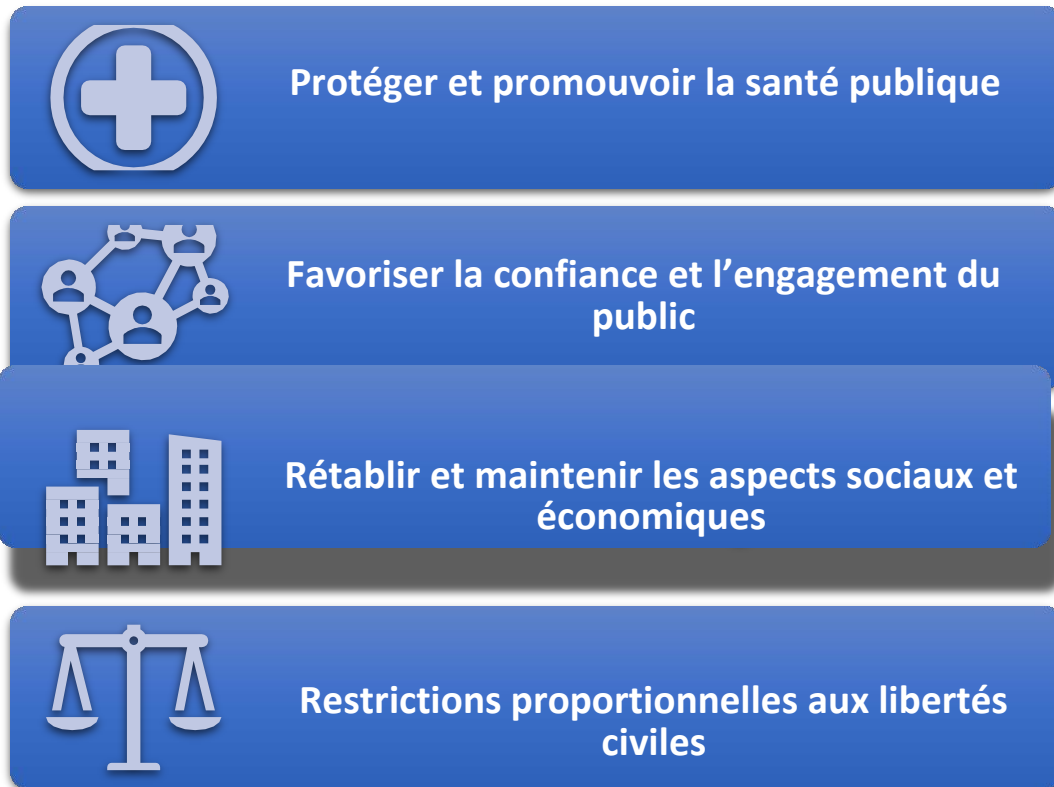 Protéger et promouvoir la santé publique
Favoriser la confiance et l’engagement du
public
Rétablir et maintenir les aspects sociaux et
économiques
Restrictions proportionnelles aux libertés
civiles